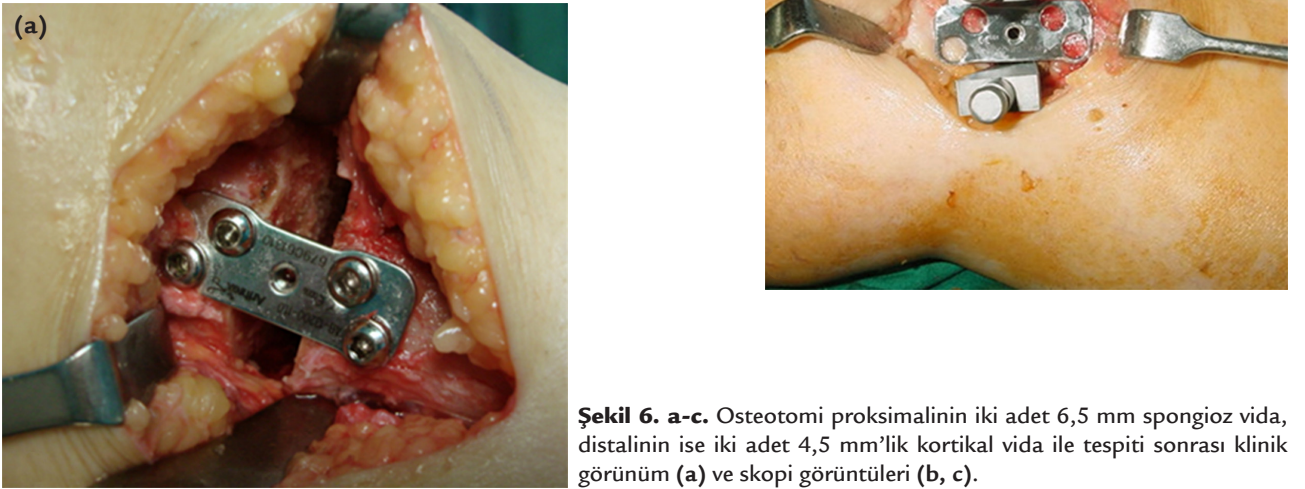 (a)
Şekil 6. a-c. Osteotomi proksimalinin iki adet 6,5 mm spongioz vida,
distalinin ise iki adet 4,5 mm’lik kortikal vida ile tespiti sonrası klinik
görünüm (a) ve skopi görüntüleri (b, c).